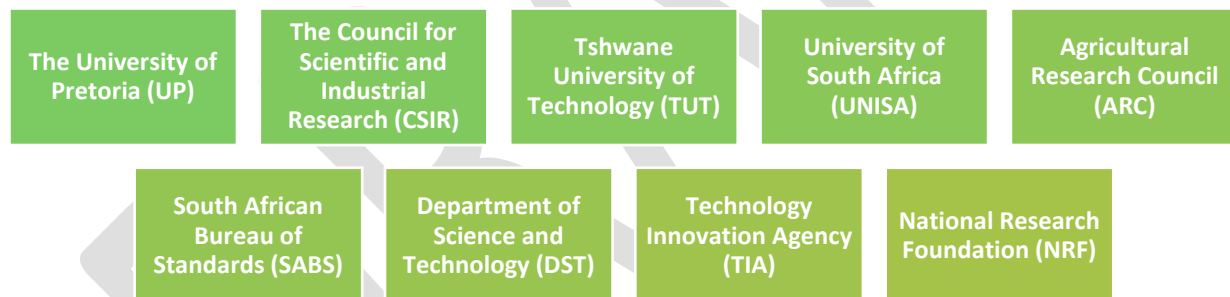 The University of
Pretoria (UP)
The Council for
Scientific and
Industrial
Research (CSIR)
Tshwane
University of
Technology (TUT)
University of
South Africa
(UNISA)
Agricultural
Research Council
(ARC)
South African
Bureau of
Standards (SABS)
Department of
Science and
Technology (DST)
Technology
Innovation Agency
(TIA)
National Research
Foundation (NRF)